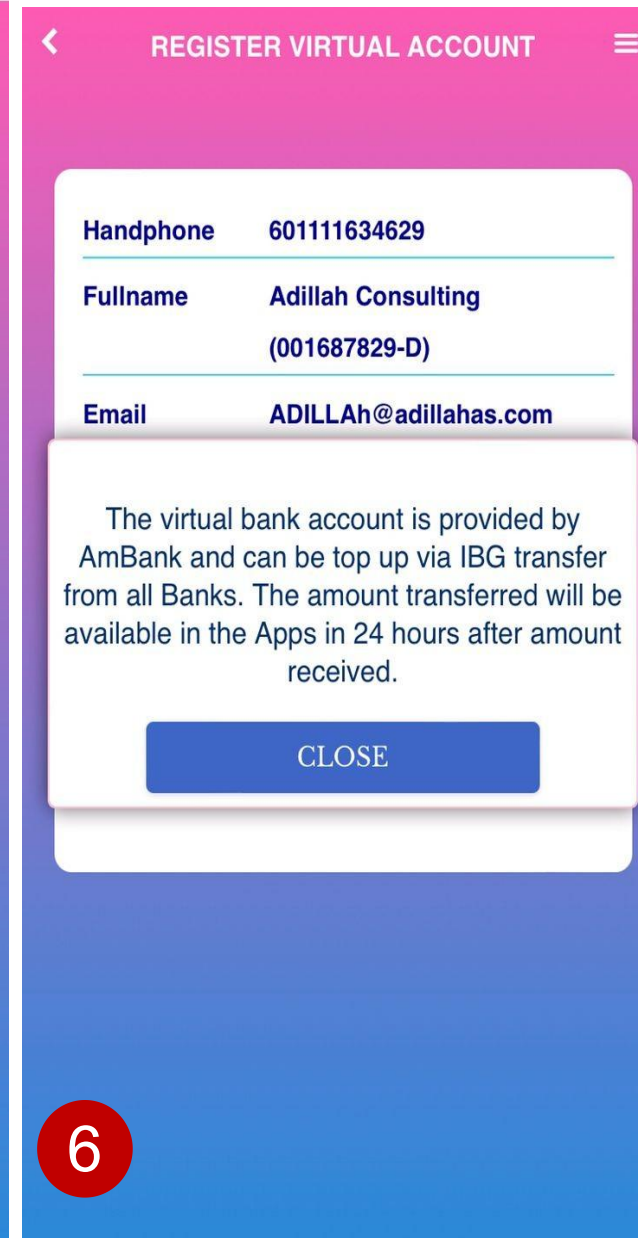 REGISTER VIRTUAL ACCOUNT
Handphone 601111634629
Fullname Adillah Consulting
(001687829-D)
Email ADILLAh@adillahas.com
The virtual bank account is provided by
AmBank and can be top up via IBG transfer
from all Banks. The amount transferred will be
available in the Apps in 24 hours after amount
received.
CLOSE
6